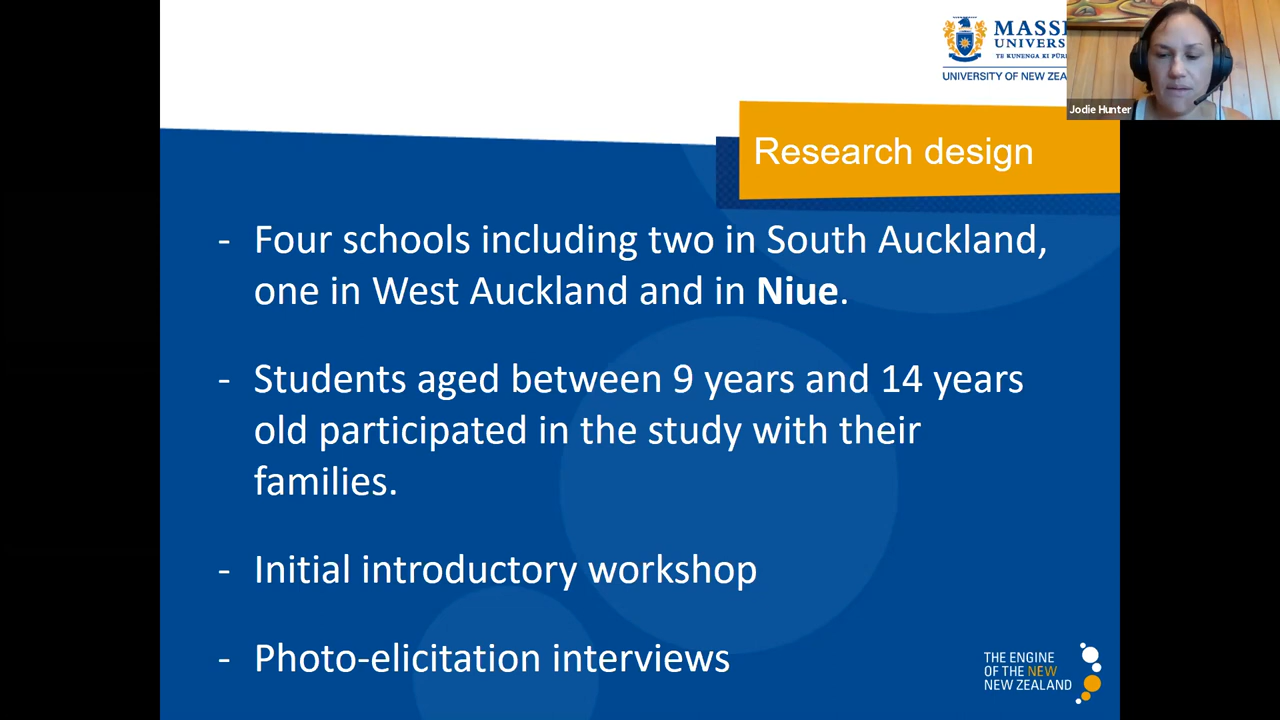 MASSE
UNIVERS
TE KUNENGA KI PŪR
UNIVERSITY OF NEW ZEA
Jodie Hunter
Research design
- Four schools including two in South Auckland,
one in West Auckland and in Niue.
- Students aged between 9 years and 14 years
old participated in the study with their
families.
- Initial introductory workshop
- Photo-elicitation interviews
THE ENGINE
OF THE NEW
NEW ZEALAND